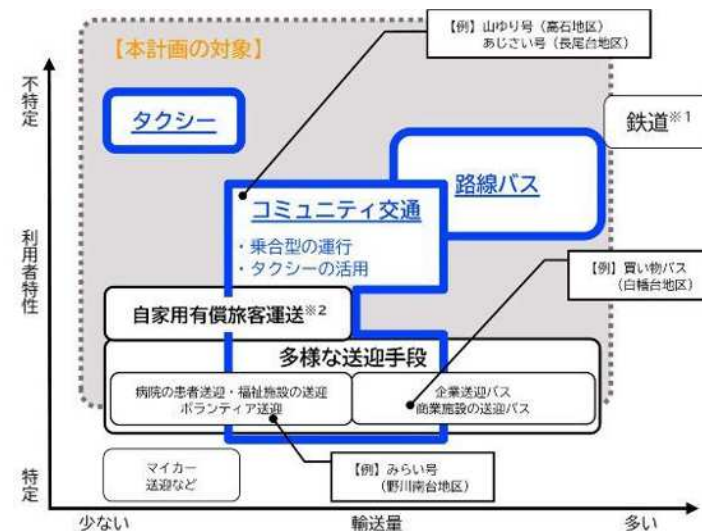 【例】山ゆり号（高石地区）
あじさい号（長尾台地区）
【本計画の対象】
不特定
タクシー
鉄道※1
路線バス
コミュニティ交通
・乗合型の運行
・タクシーの活用
利用者特性
【例】買い物バス
（白幡台地区）
自家用有償旅客運送※2
多様な送迎手段
病院の患者送迎・福祉施設の送迎
ボランティア送迎
企業送迎バス
商業施設の送迎バス
特定
マイカー
送迎など
【例】みらい号
（野川南台地区）
少ない
輸送量
多い